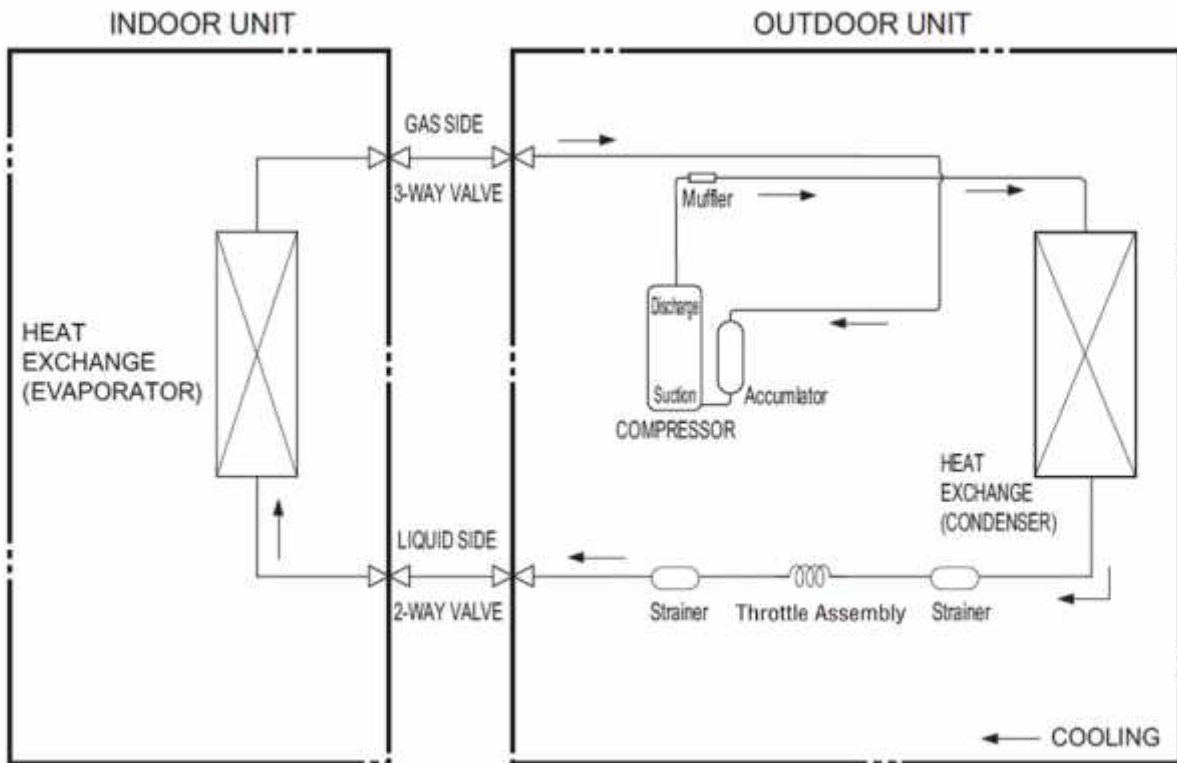 INDOOR UNIT
OUTDOOR UNIT
GAS SIDE
3-WAY VALVE
Muffler
HEAT
EXCHANGE
(EVAPORATOR)
Discharge
Suction
COMPRESSOR
Accumlator
HEAT
EXCHANGE
(CONDENSER)
LIQUID SIDE
2-WAY VALVE
Strainer
Throttle Assembly
Strainer
COOLING